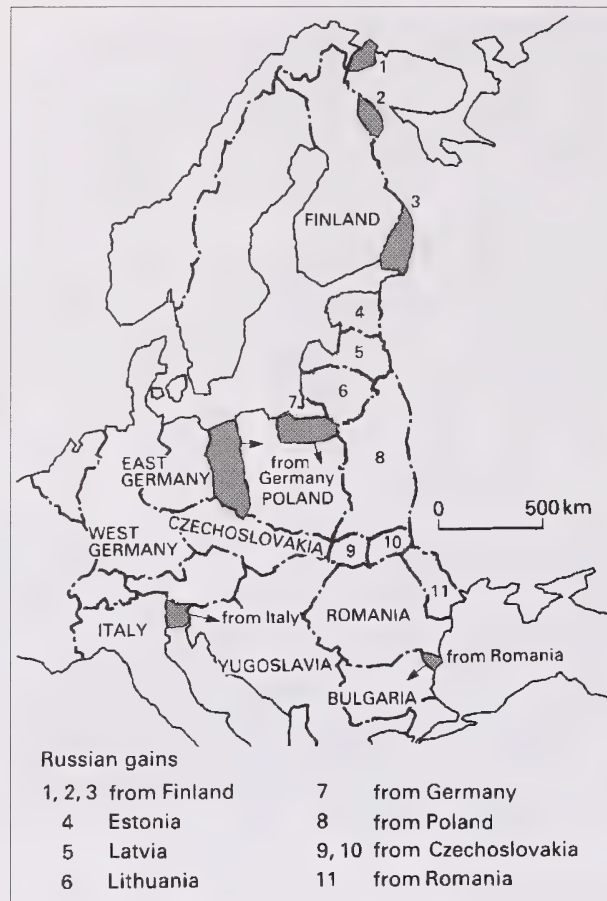 1
2
3
FINLAND
4
5
6
7
8
from
Germany
POLAND
EAST
GERMANY
0 500 km
CZECHOSLOVAKIA
WEST
GERMANY
9
10
11
from Italy
ROMANIA
ITALY
YUGOSLAVIA
from Romania
BULGARIA
Russian gains
1, 2, 3 from Finland
4 Estonia
5 Latvia
6 Lithuania
7 from Germany
8 from Poland
9, 10 from Czechoslovakia
11 from Romania